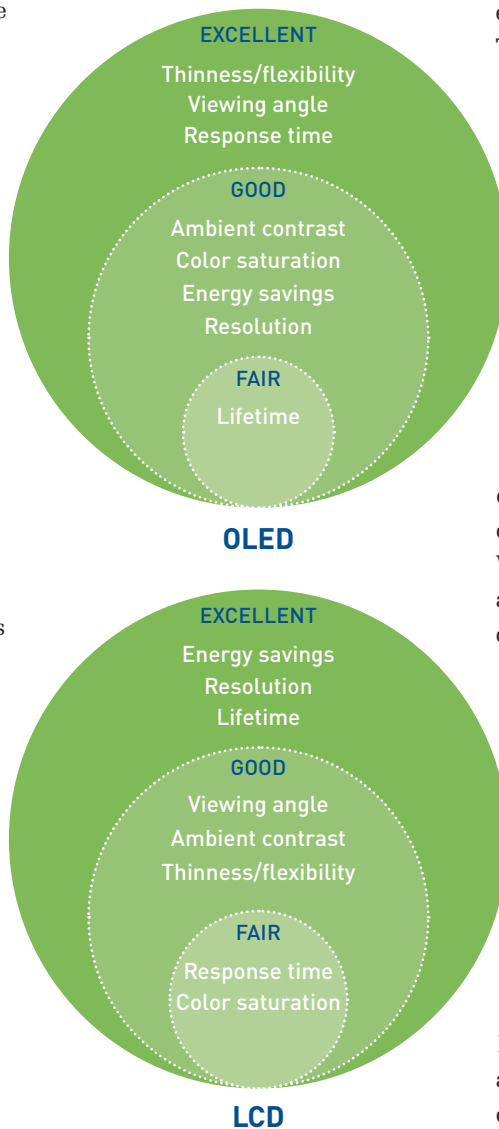 EXCELLENT
Thinness/flexibility
Viewing angle
Response time
GOOD
Ambient contrast
Color saturation
Energy savings
Resolution
FAIR
Lifetime
OLED
EXCELLENT
Energy savings
Resolution
Lifetime
GOOD
Viewing angle
Ambient contrast
Thinness/flexibility
FAIR
Response time
Color saturation
LCD